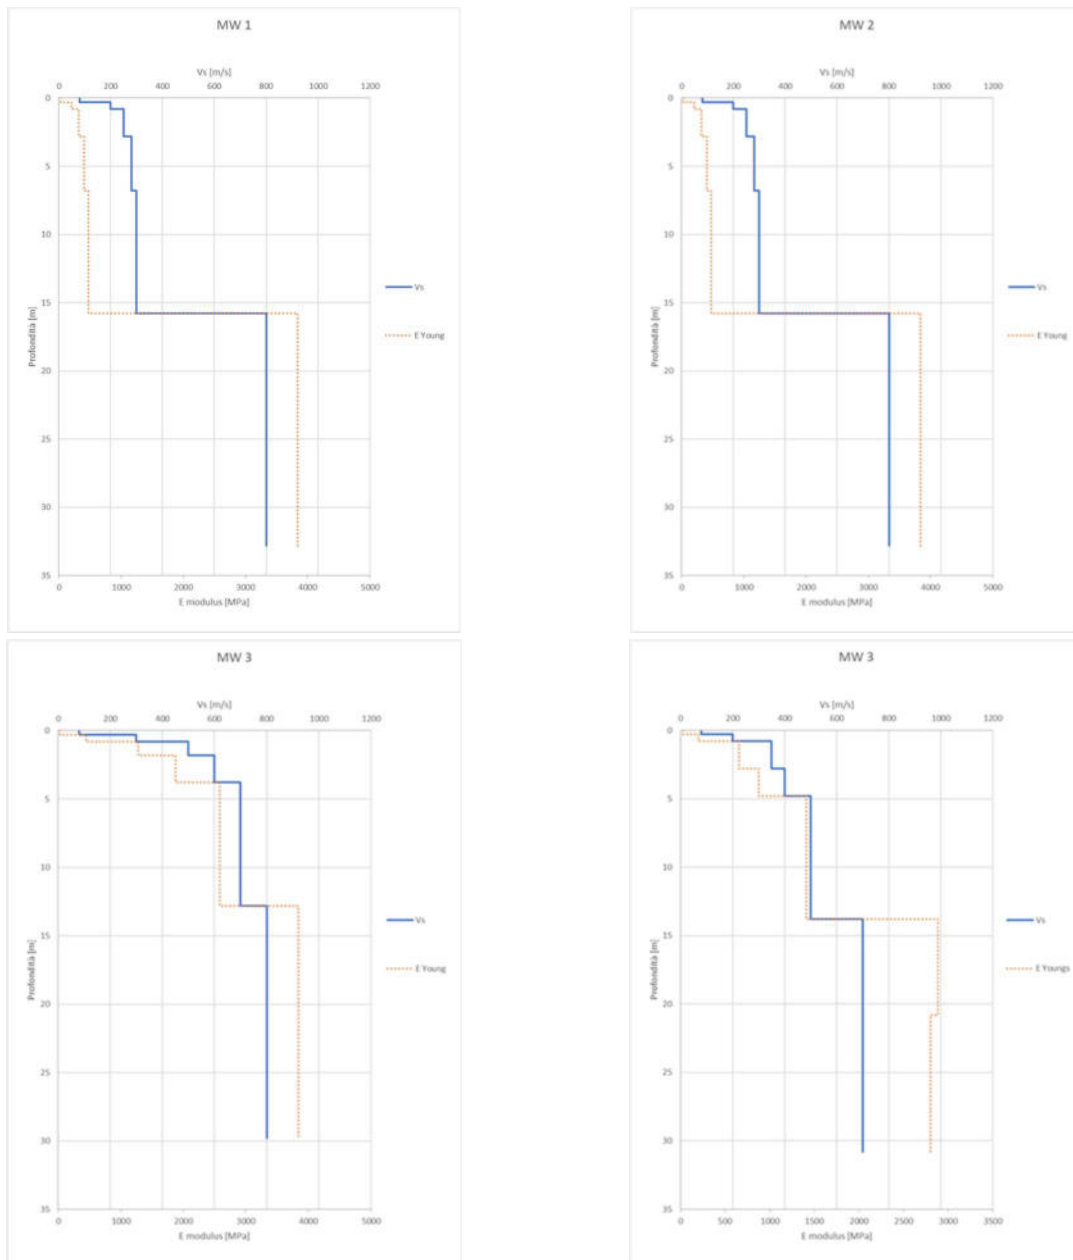 MW 1
Vs [m/s]
0 200 400 600 800 1000 1200
0
5
10
15
20
25
30
35
Profondità [m]
Vs
E Young
0 1000 2000 3000 4000 5000
E modulus [MPa]
MW 2
Vs [m/s]
0 200 400 600 800 1000 1200
0
5
10
15
20
25
30
35
Profondità [m]
Vs
E Young
0 1000 2000 3000 4000 5000
E modulus [MPa]
MW 3
Vs [m/s]
0 200 400 600 800 1000 1200
0
5
10
15
20
25
30
35
Profondità [m]
Vs
E Young
0 1000 2000 3000 4000 5000
E modulus [MPa]
MW 3
Vs [m/s]
0 200 400 600 800 1000 1200
0
5
10
15
20
25
30
35
Profondità [m]
Vs
E Youngs
0 500 1000 1500 2000 2500 3000 3500
E modulus [MPa]